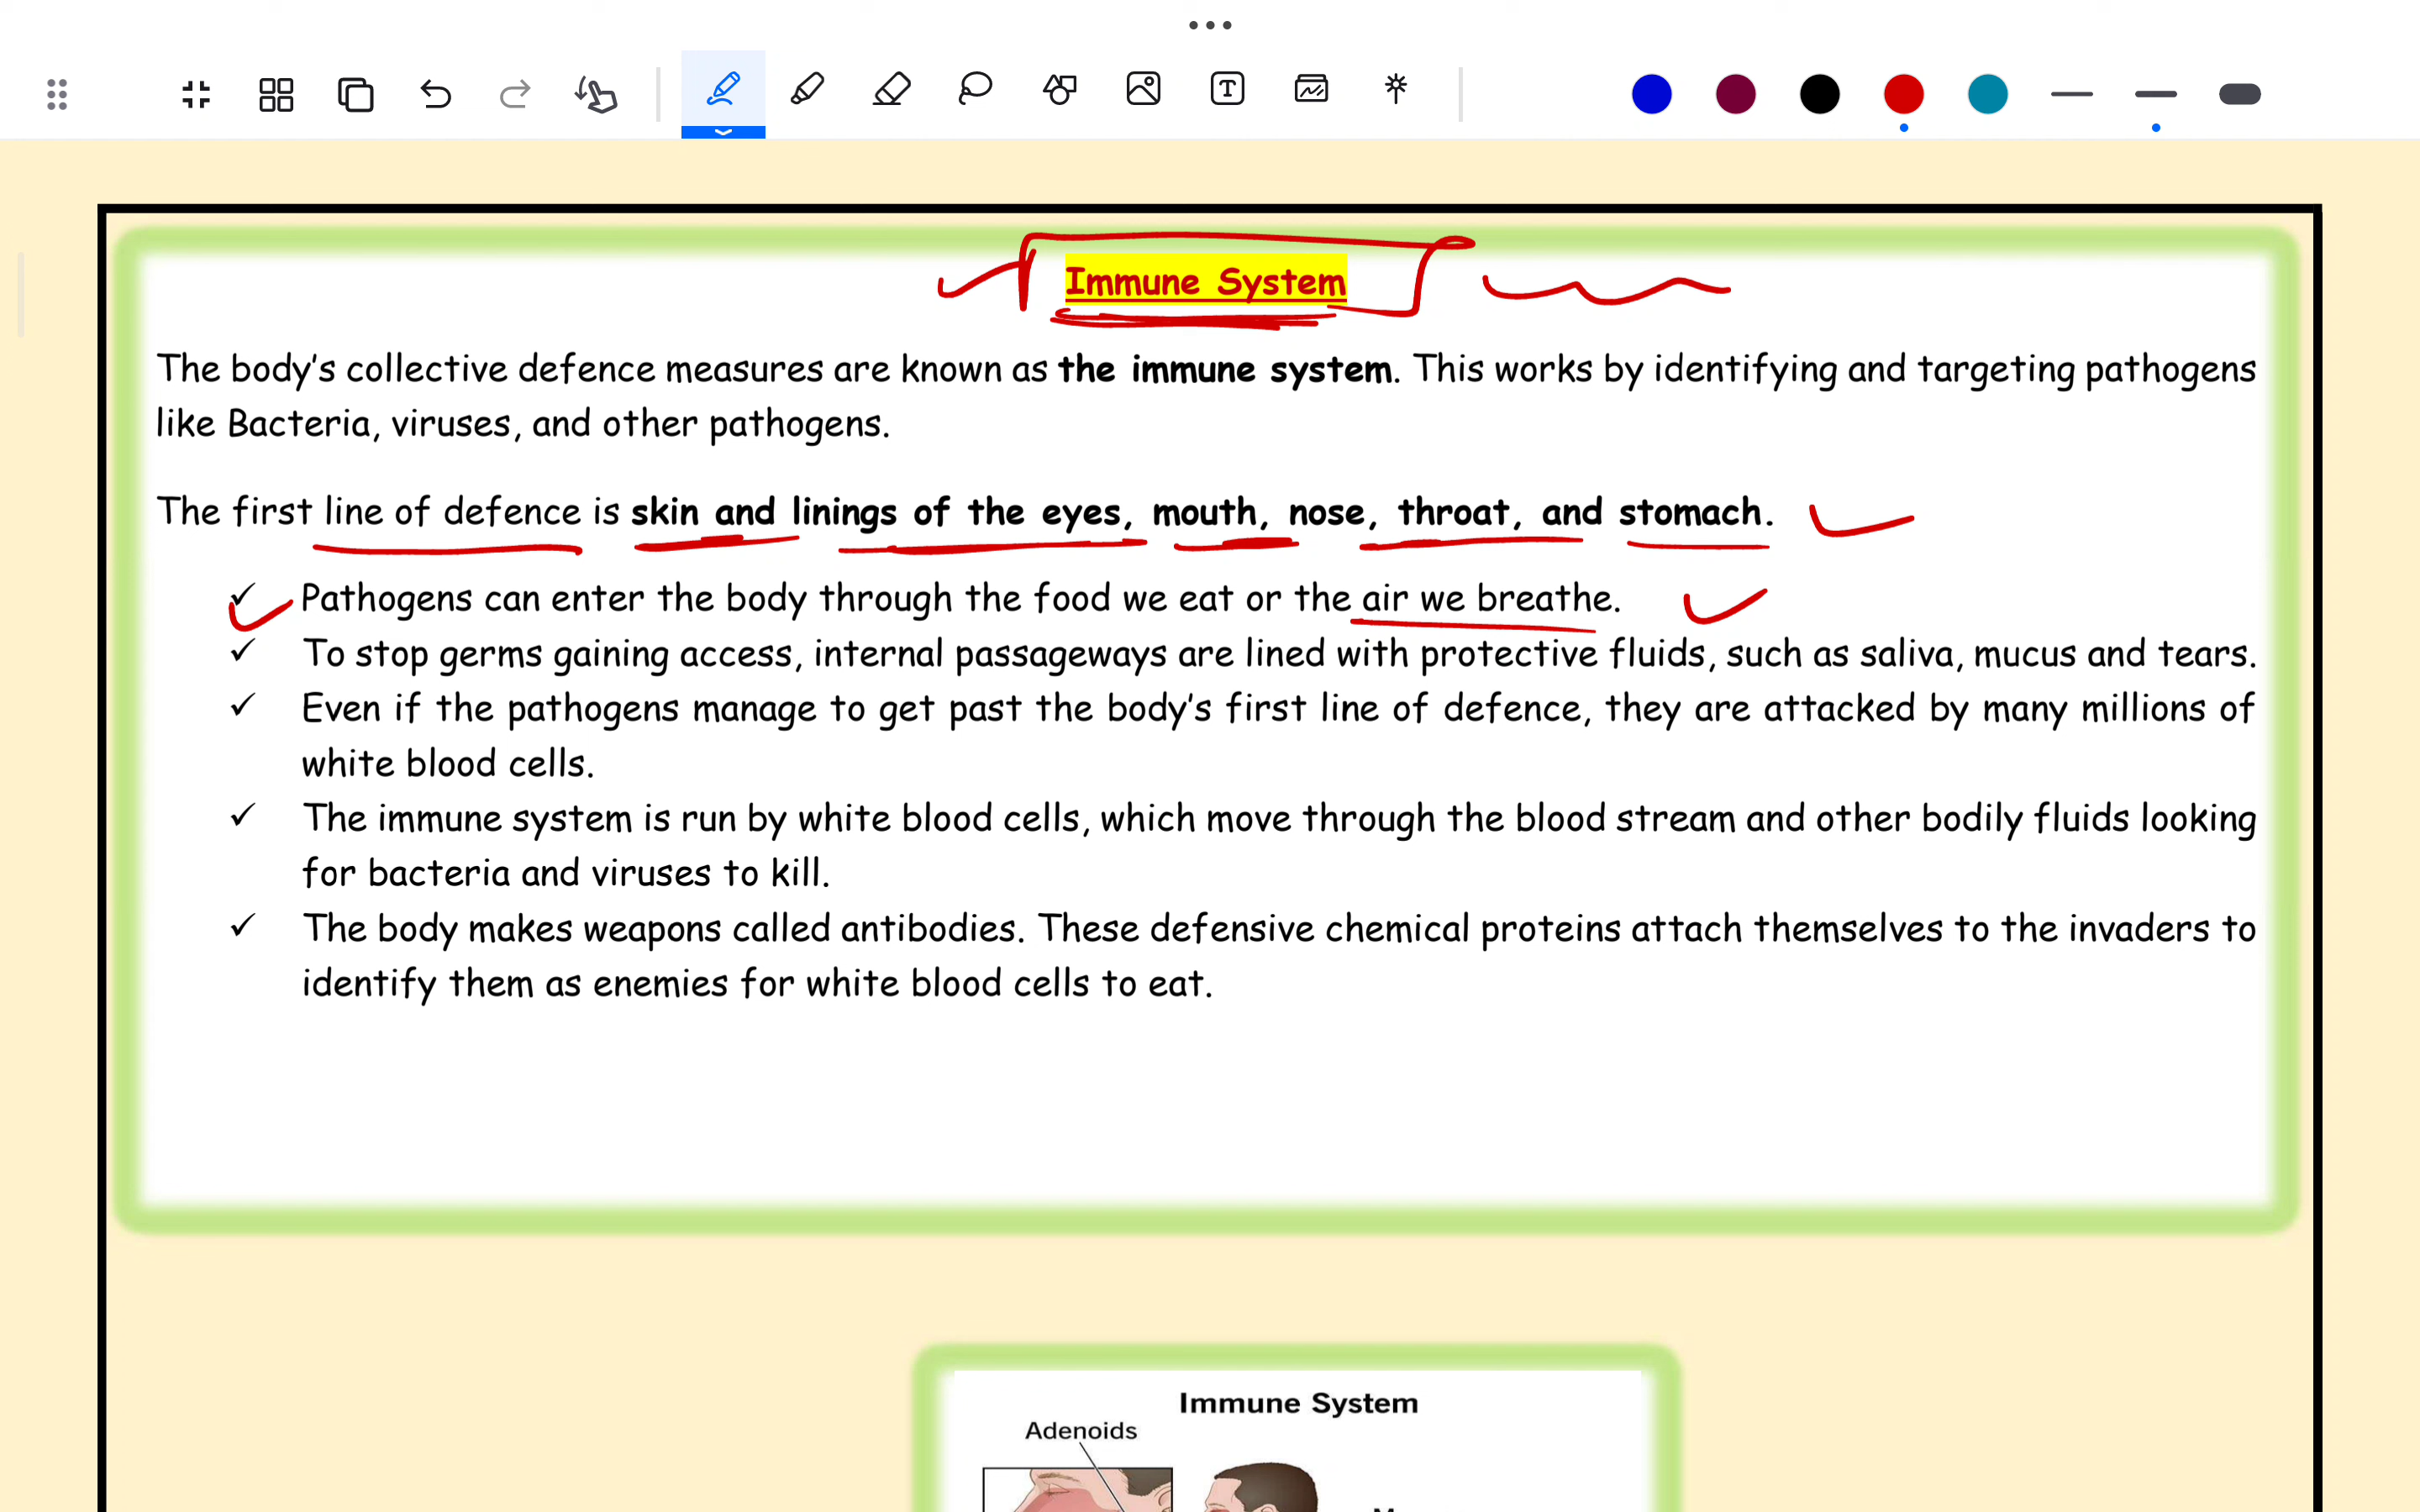 Immune System
The body's collective defence measures are known as the immune system. This works by identifying and targeting pathogens
like Bacteria, viruses, and other pathogens.
The first line of defence is skin and linings of the eyes, mouth, nose, throat, and stomach.
✓ Pathogens can enter the body through the food we eat or the air we breathe.
✓ To stop germs gaining access, internal passageways are lined with protective fluids, such as saliva, mucus and tears.
✓ Even if the pathogens manage to get past the body's first line of defence, they are attacked by many millions of
white blood cells.
✓ The immune system is run by white blood cells, which move through the blood stream and other bodily fluids looking
for bacteria and viruses to kill.
✓ The body makes weapons called antibodies. These defensive chemical proteins attach themselves to the invaders to
identify them as enemies for white blood cells to eat.
Immune System
Adenoids